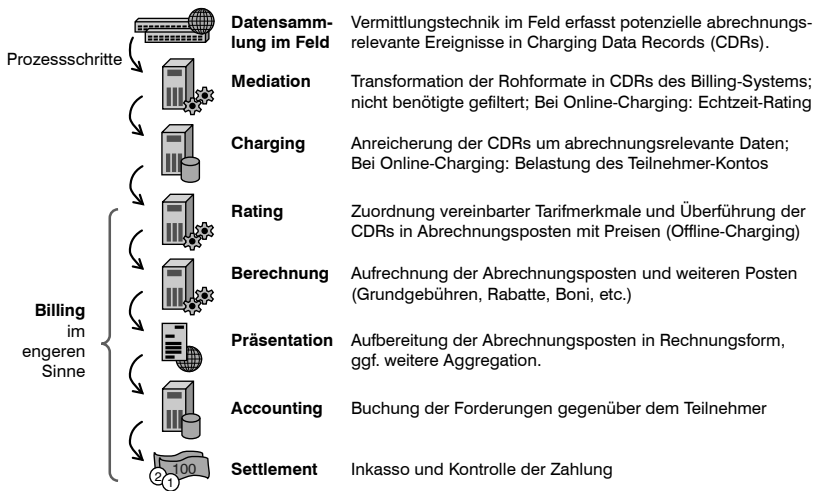 Datensamm- Vermittlungstechnik im Feld erfasst potenzielle abrechnungs-
lung im Feld relevante Ereignisse in Charging Data Records (CDRs).
Prozessschritte
Mediation Transformation der Rohformate in CDRs des Billing-Systems;
nicht benötigte gefiltert; Bei Online-Charging: Echtzeit-Rating
Charging Anreicherung der CDRs um abrechnungsrelevante Daten;
Bei Online-Charging: Belastung des Teilnehmer-Kontos
Rating Zuordnung vereinbarter Tarifmerkmale und Überführung der
CDRs in Abrechnungsposten mit Preisen (Offline-Charging)
Berechnung Aufrechnung der Abrechnungsposten und weiteren Posten
(Grundgebühren, Rabatte, Boni, etc.)
Billing
im
engeren
Sinne
Präsentation Aufbereitung der Abrechnungsposten in Rechnungsform,
ggf. weitere Aggregation.
Accounting Buchung der Forderungen gegenüber dem Teilnehmer
100
2 1
Settlement Inkasso und Kontrolle der Zahlung